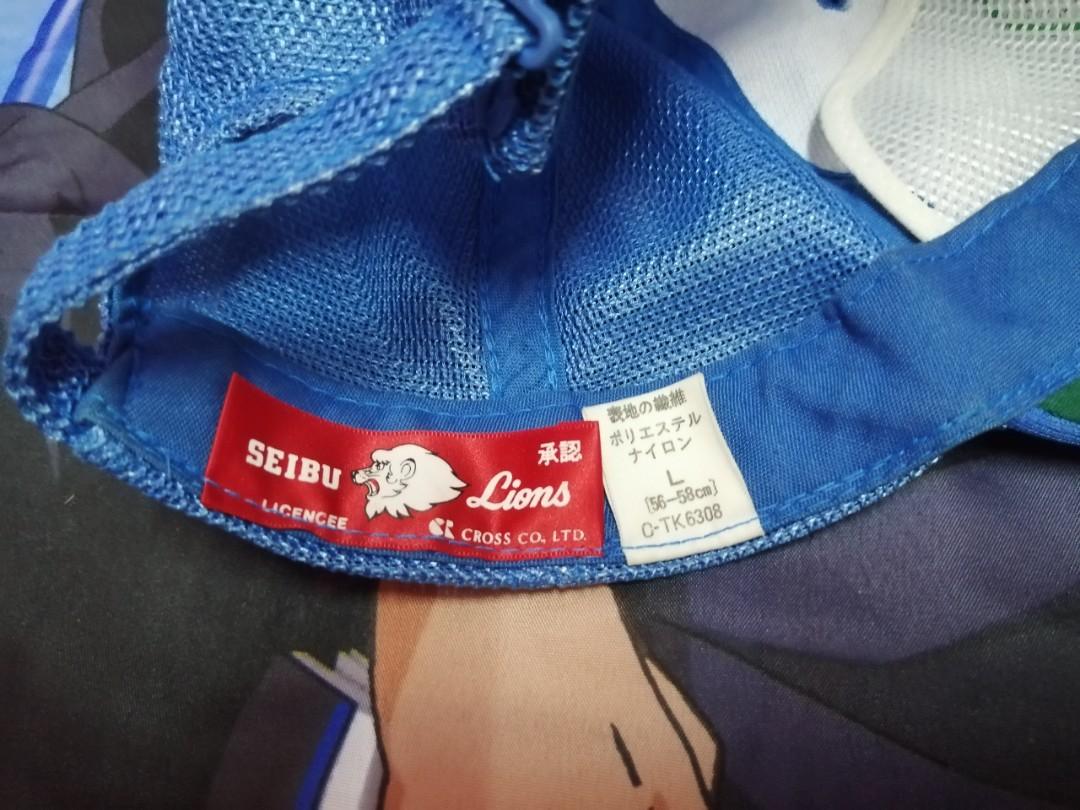 SEIBU Lions
承認
LICENCEE
CROSS CO., LTD.
表地の繊維
ポリエステル
ナイロン
L
[56-58cm]
C-TK6308